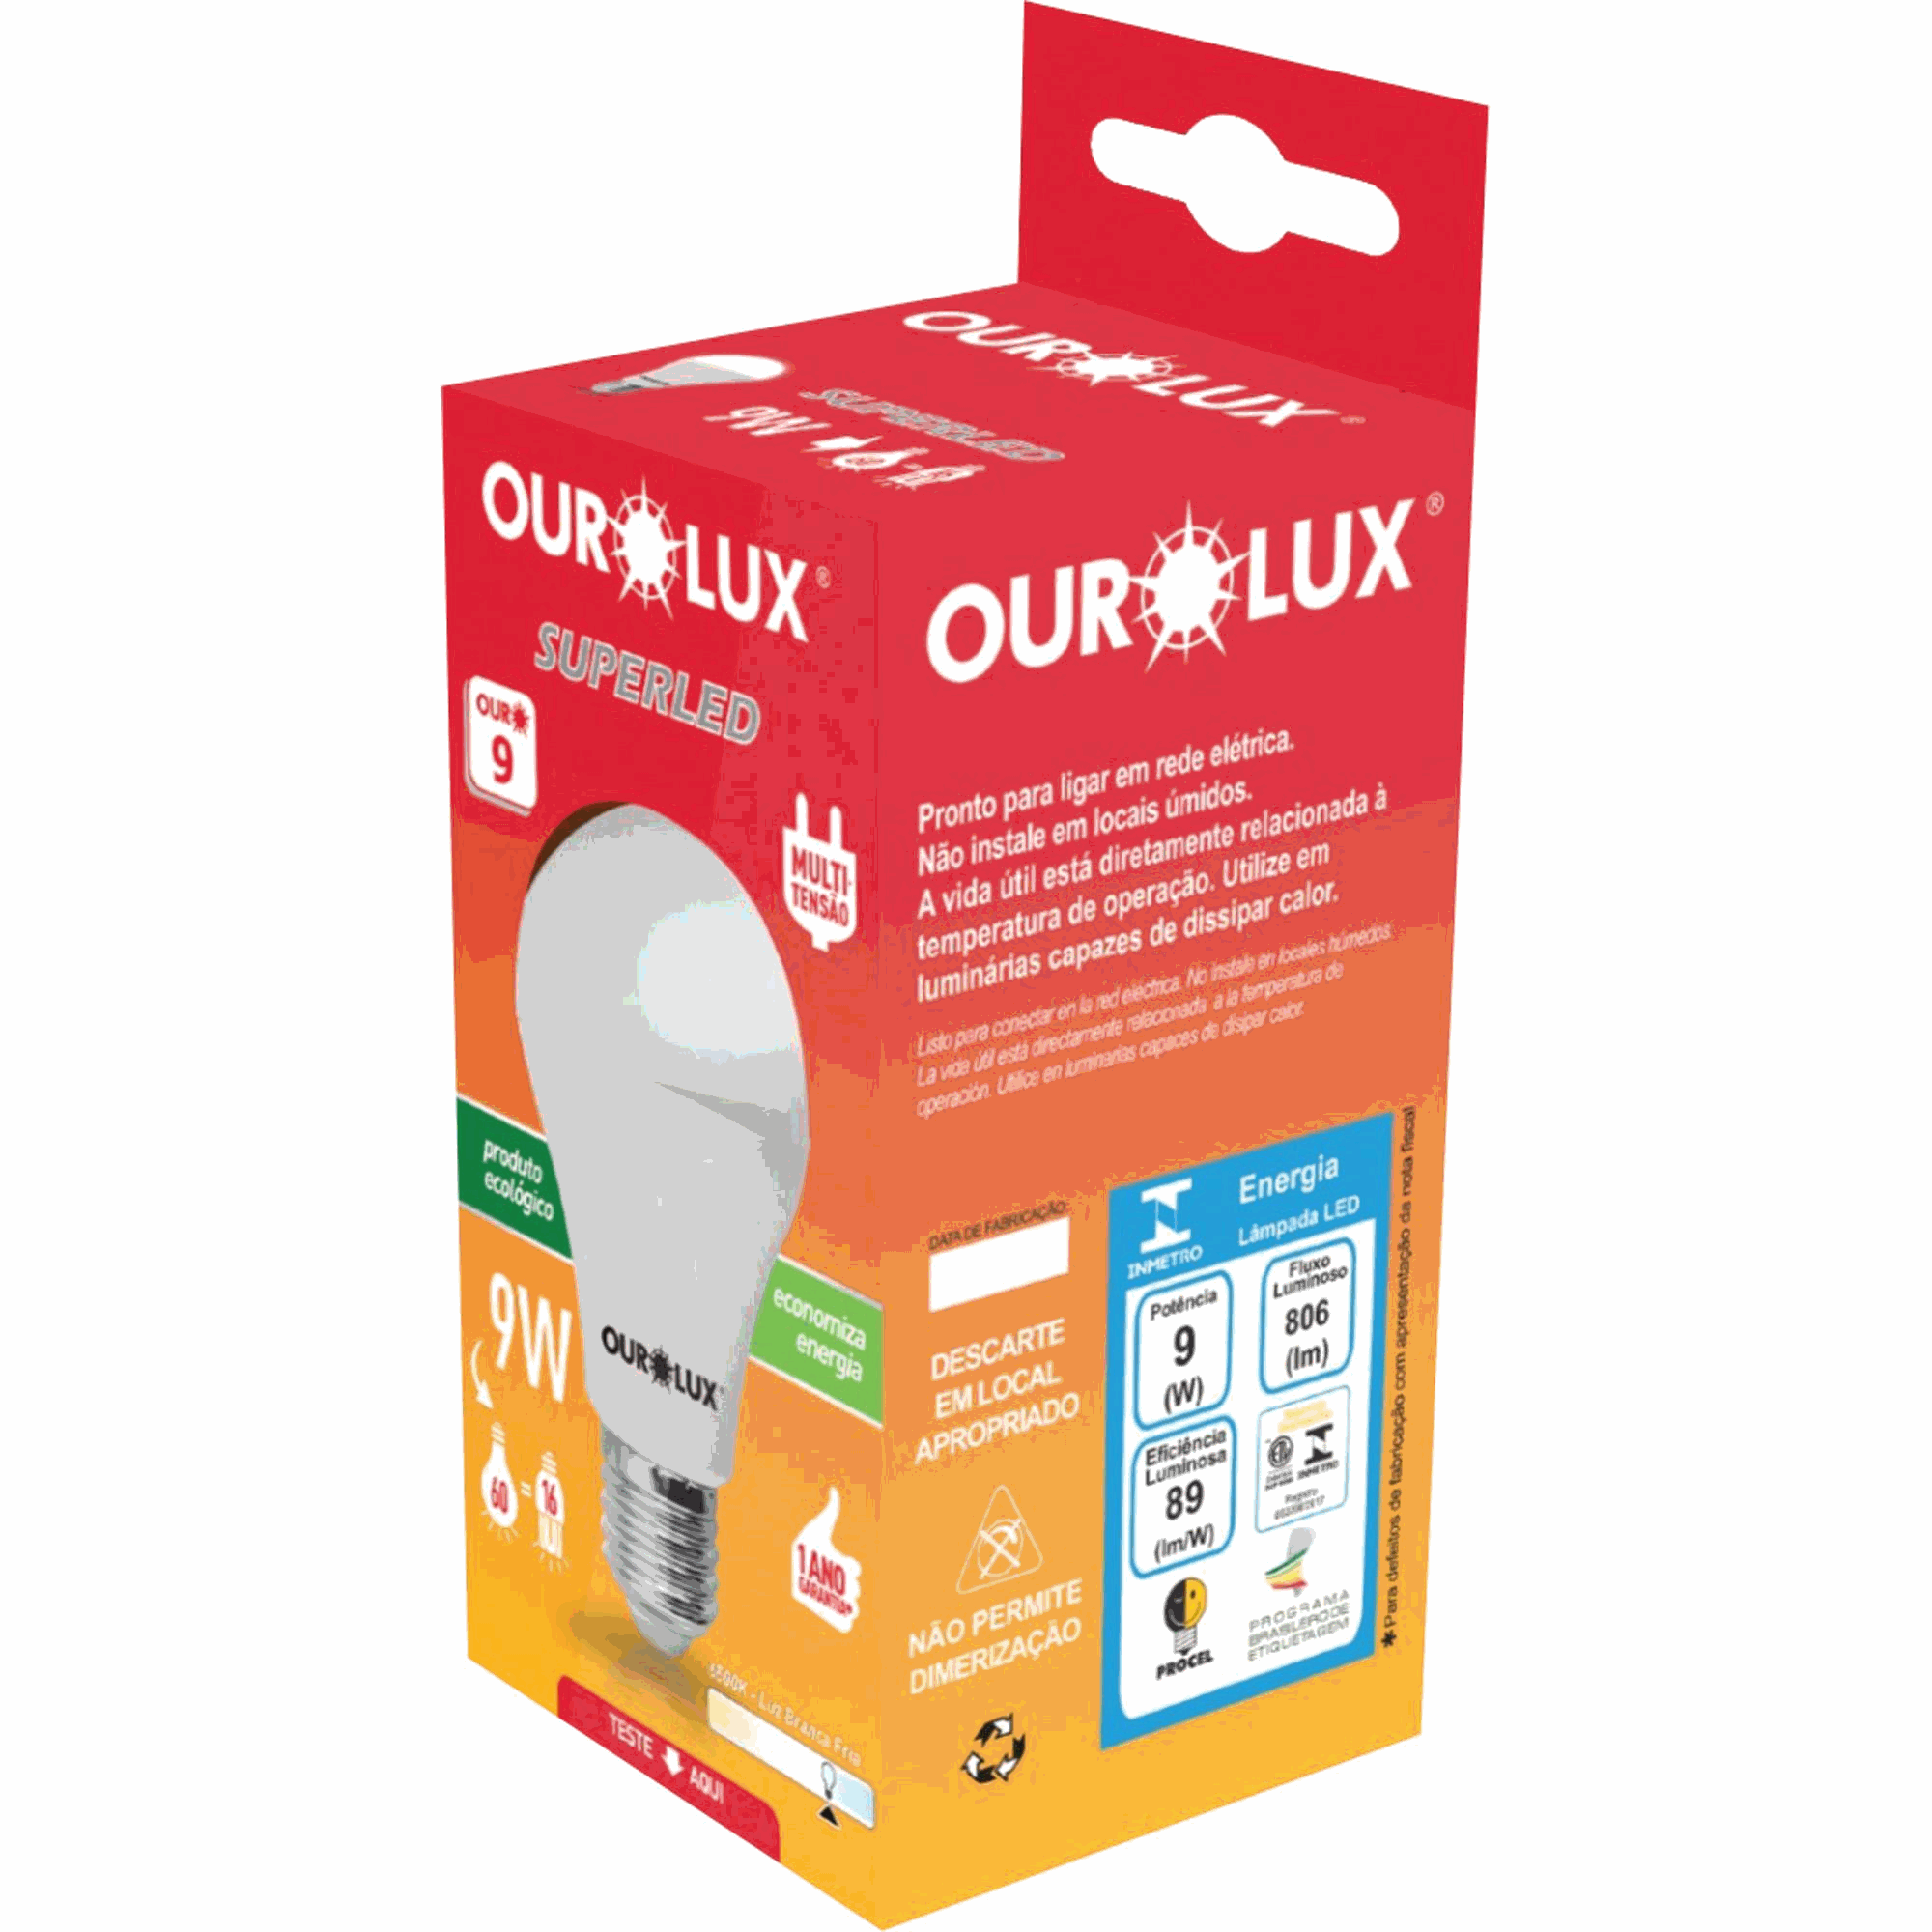 OUROLUX
SUPERLED
9W
OUROLUX®
SUPERLED
OURO
9
MULTI
TENSÃO
produto
ecológico
9W
60 = 16
OUROLUX
economiza
energia
1 ANO
GARANTIA*
6500K - Luz Branca Fria
TESTE AQUI
OUROLUX®
Pronto para ligar em rede elétrica.
Não instale em locais úmidos.
A vida útil está diretamente relacionada à
temperatura de operação. Utilize em
luminárias capazes de dissipar calor.
Listo para conectar en la red eléctrica. No instale en locales húmedos.
La vida útil está directamente relacionada a la temperatura de
operación. Utilice en luminarias capaces de disipar calor.
DATA DE FABRICAÇÃO:
DESCARTE
EM LOCAL
APROPRIADO
NÃO PERMITE
DIMERIZAÇÃO
INMETRO
Energia
Lâmpada LED
Potência
9
(W)
Fluxo
Luminoso
806
(lm)
Eficiência
Luminosa
89
(lm/W)
INMETRO
Registro
PROCEL
PROGRAMA
BRASILEIRO DE
ETIQUETAGEM
*Para defeitos de fabricação com apresentação da nota fiscal